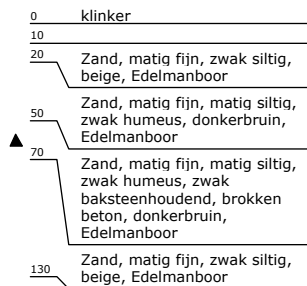 0 klinker
10
20 Zand, matig fijn, zwak siltig,
beige, Edelmanboor
Zand, matig fijn, matig siltig,
50 zwak humeus, donkerbruin,
Edelmanboor
70 Zand, matig fijn, matig siltig,
zwak humeus, zwak
baksteenhoudend, brokken
beton, donkerbruin,
Edelmanboor
Zand, matig fijn, zwak siltig,
130 beige, Edelmanboor